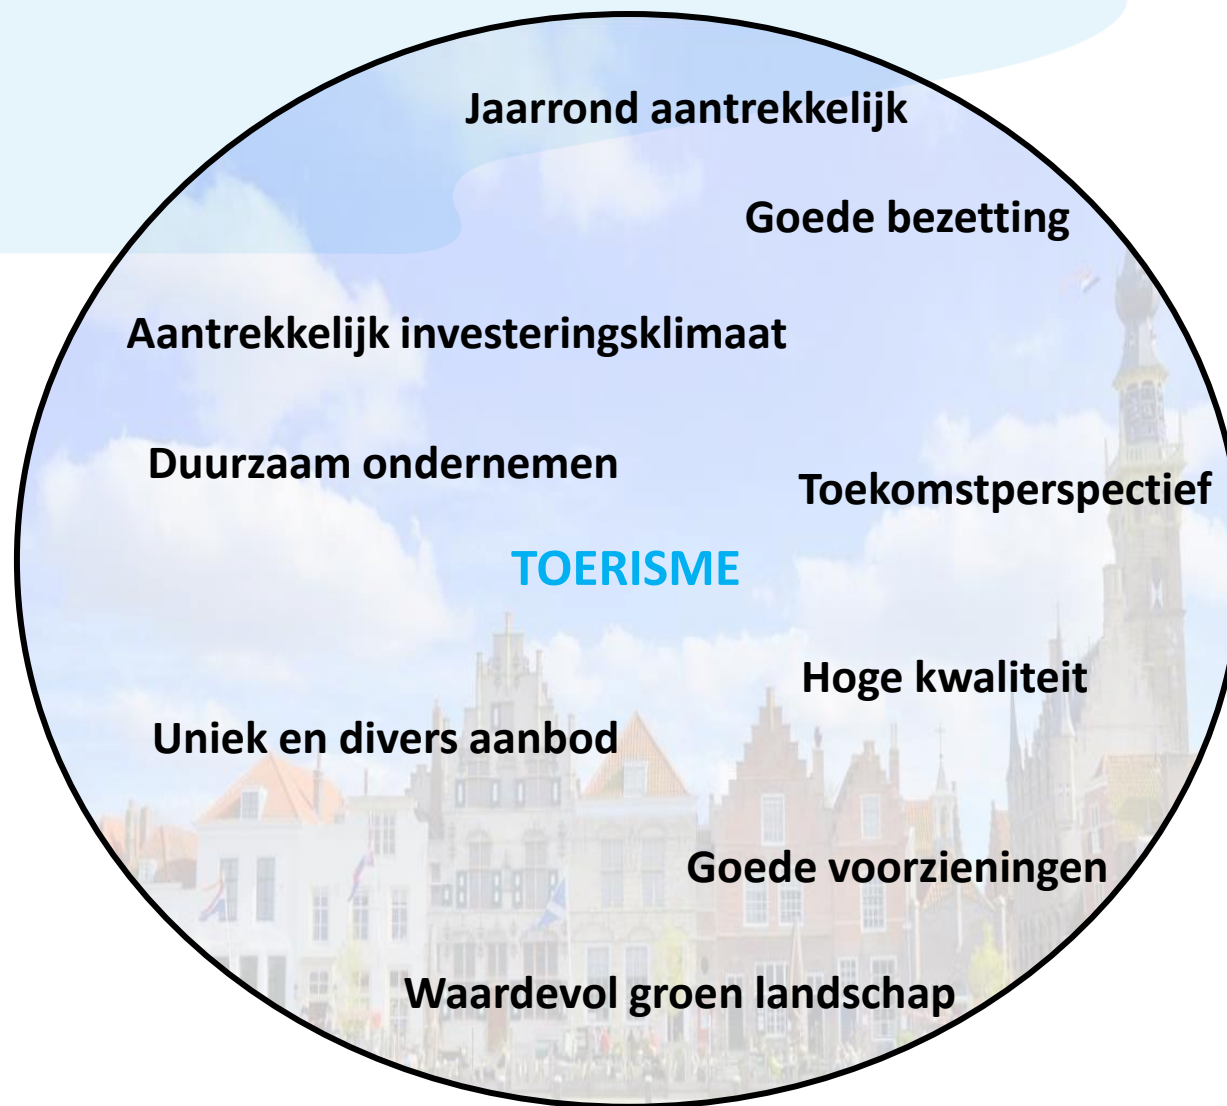 Jaarrond aantrekkelijk
Goede bezetting
Aantrekkelijk investeringsklimaat
Duurzaam ondernemen
Toekomstperspectief
TOERISME
Hoge kwaliteit
Uniek en divers aanbod
Goede voorzieningen
Waardevol groen landschap